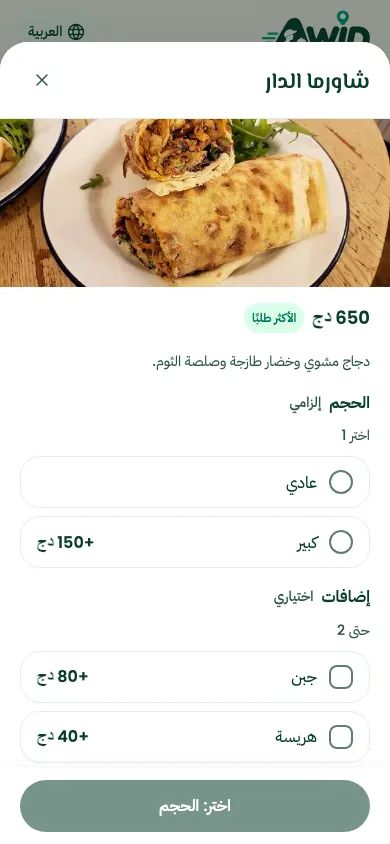 العربية
Awin
شاورما الدار
650 دج الأكثر طلبًا
دجاج مشوي وخضار طازجة وصلصة الثوم.
الحجم إلزامي
اختر 1
عادي
كبير +150 دج
إضافات اختياري
حتى 2
جبن +80 دج
هريسة +40 دج
اختر: الحجم